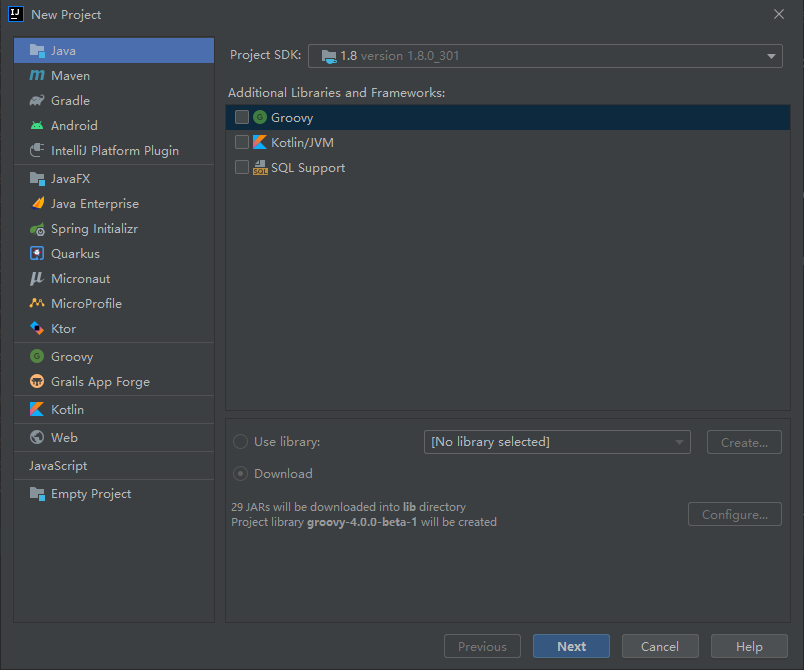 IJ New Project
Java
Maven
Gradle
Android
IntelliJ Platform Plugin
JavaFX
Java Enterprise
Spring Initializr
Quarkus
Micronaut
MicroProfile
Ktor
Groovy
Grails App Forge
Kotlin
Web
JavaScript
Empty Project
Project SDK: 1.8 version 1.8.0_301
Additional Libraries and Frameworks:
G Groovy
Kotlin/JVM
SQL SQL Support
Use library: [No library selected] Create...
Download
29 JARs will be downloaded into lib directory
Project library groovy-4.0.0-beta-1 will be created
Configure...
Previous Next Cancel Help